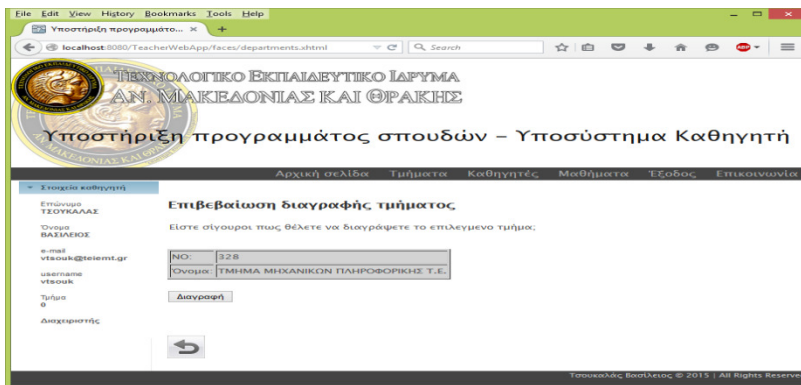 File Edit View History Bookmarks Tools Help
Υποστήριξη προγραμμάτο...
localhost:8080/TeacherWebApp/faces/departments.xhtml
Search
ABP
ΤΕΧΝΟΛΟΓΙΚΟ ΕΚΠΑΙΔΕΥΤΙΚΟ ΙΔΡΥΜΑ
ΑΝ. ΜΑΚΕΔΟΝΙΑΣ ΚΑΙ ΘΡΑΚΗΣ
Υποστήριξη προγραμμάτος σπουδών – Υποσύστημα Καθηγητή
Αρχική σελίδα Τμήματα Καθηγητές Μαθήματα Έξοδος Επικοινωνία
Στοιχεία καθηγητή
Επώνυμο
ΤΣΟΥΚΑΛΑΣ
Όνομα
ΒΑΣΙΛΕΙΟΣ
e-mail
vtsouk@teiemt.gr
username
vtsouk
Τμήμα
0
Διαχειριστής
Επιβεβαίωση διαγραφής τμήματος
Είστε σίγουροι πως θέλετε να διαγράψετε το επιλεγμενο τμήμα;
NO: 328
Όνομα: ΤΜΗΜΑ ΜΗΧΑΝΙΚΩΝ ΠΛΗΡΟΦΟΡΙΚΗΣ Τ.Ε.
Διαγραφή
Τσουκαλάς Βασίλειος © 2015 | All Rights Reserve